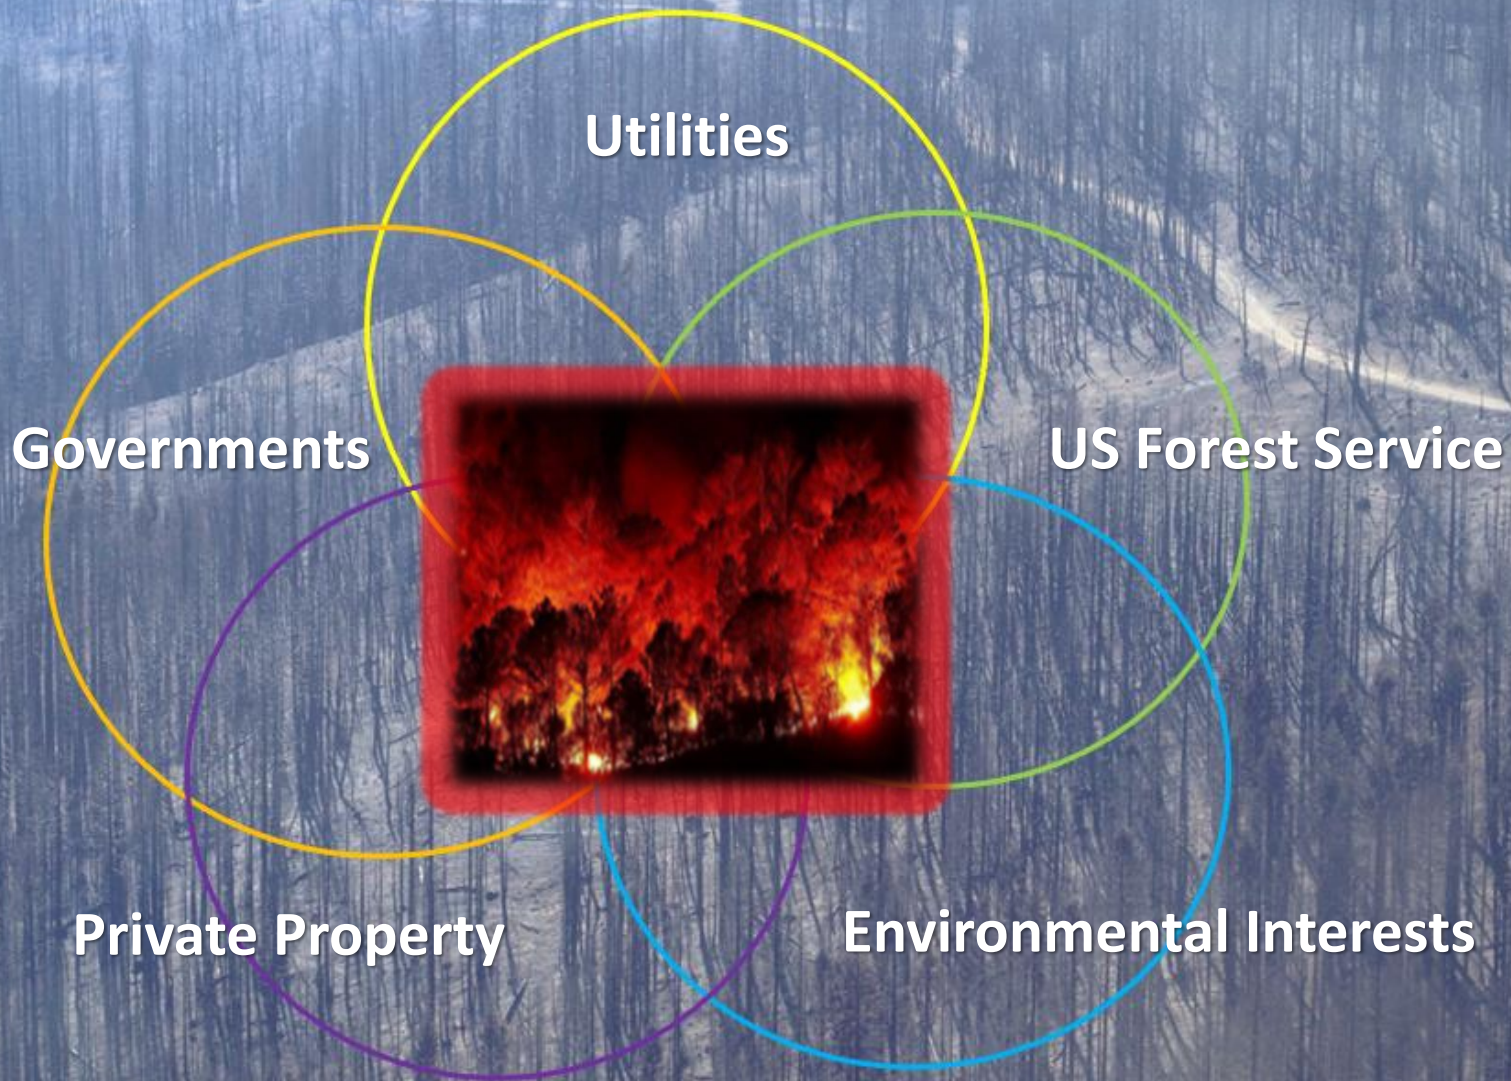 Utilities
Governments
US Forest Service
Private Property
Environmental Interests